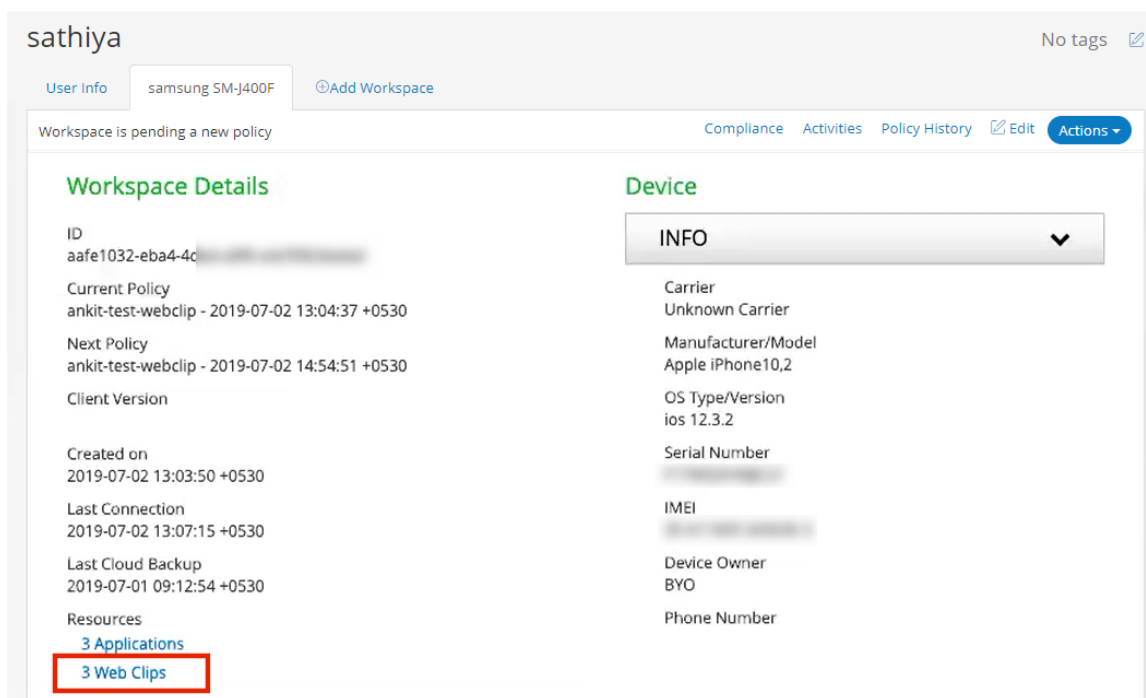 sathiya
No tags
User Info
samsung SM-J400F
Add Workspace
Workspace is pending a new policy
Compliance
Activities
Policy History
Edit
Actions
Workspace Details
ID
aafe1032-eba4-4d
Current Policy
ankit-test-webclip - 2019-07-02 13:04:37 +0530
Next Policy
ankit-test-webclip - 2019-07-02 14:54:51 +0530
Client Version
Created on
2019-07-02 13:03:50 +0530
Last Connection
2019-07-02 13:07:15 +0530
Last Cloud Backup
2019-07-01 09:12:54 +0530
Resources
3 Applications
3 Web Clips
Device
INFO
Carrier
Unknown Carrier
Manufacturer/Model
Apple iPhone10,2
OS Type/Version
ios 12.3.2
Serial Number
IMEI
Device Owner
BYO
Phone Number